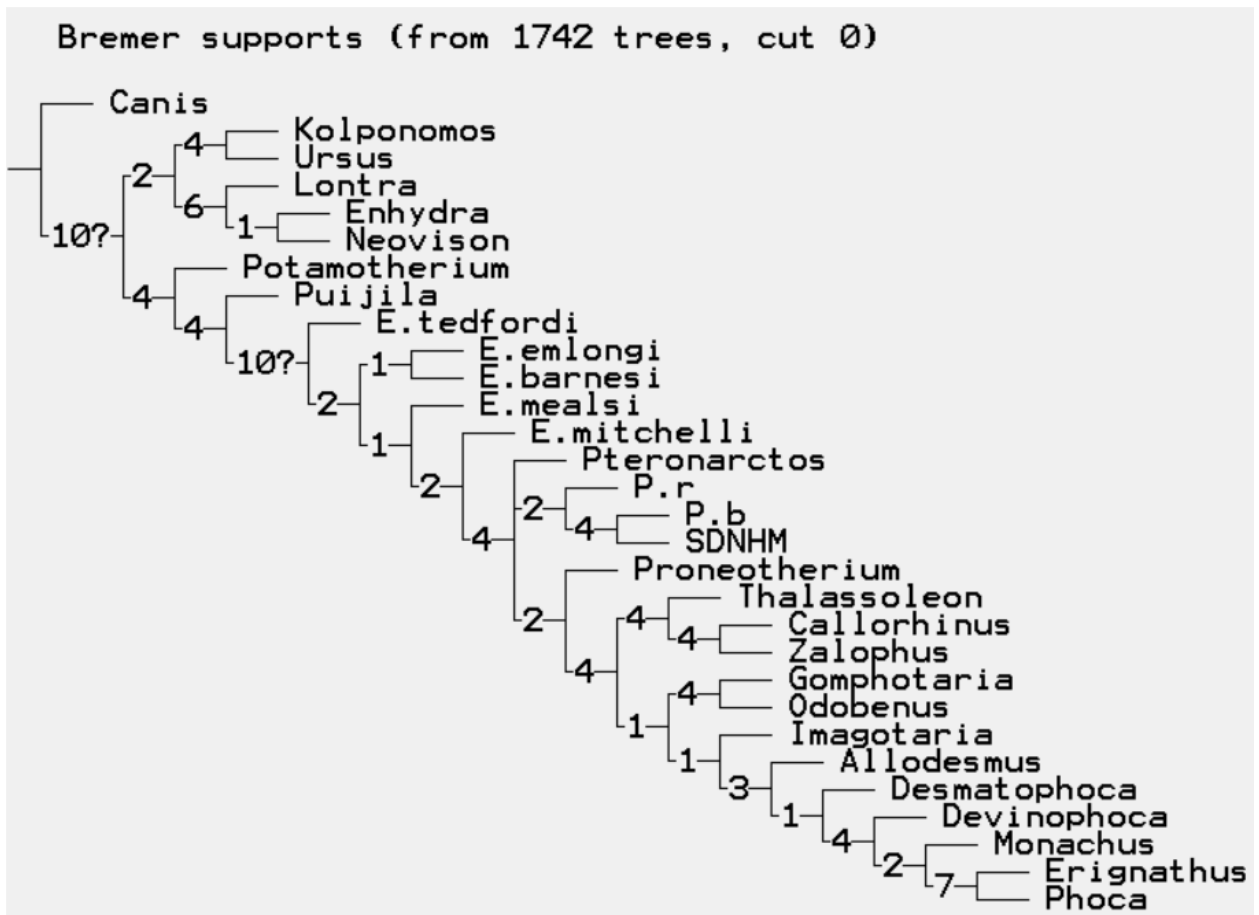 Bremer supports (from 1742 trees, cut 0)
Canis
4 Kolponomos
2 Ursus
Lontra
6 Enhydra
1 Neovison
10?
Potamotherium
4 Puijila
4 E.tedfordi
10? E.emlongi
1 E.barnesi
2 E.mealsi
1 E.mitchelli
2 Pteronarctos
P.r
2 P.b
4 SDNHM
4
Proneotherium
2 Thalassoleon
4 Callorhinus
4 Zalophus
4 Gomphotaria
4 Odobenus
1 Imagotaria
1 Allodesmus
3 Desmatophoca
1 Devinophoca
4 Monachus
2 Erignathus
7 Phoca